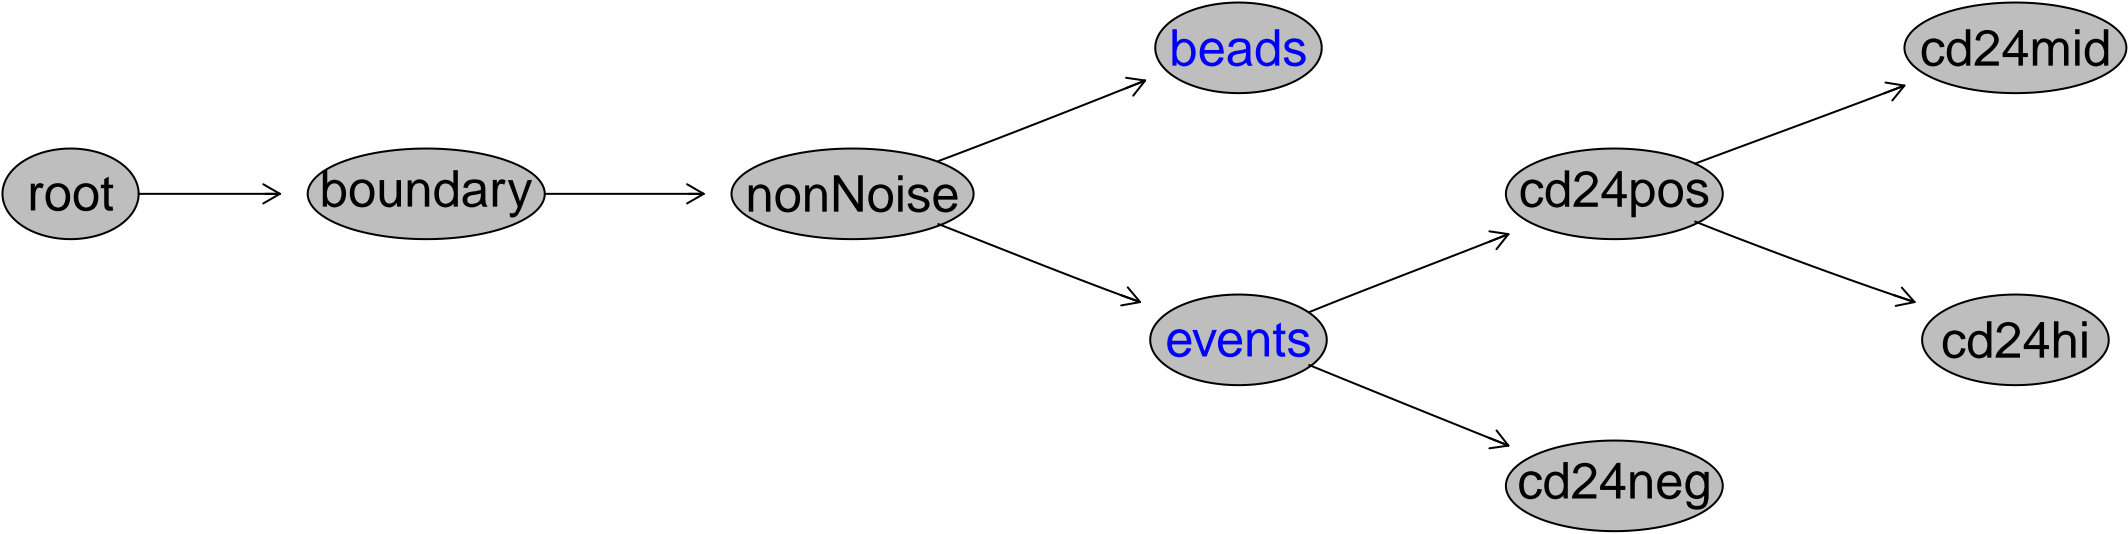 root
boundary
nonNoise
beads
events
cd24pos
cd24neg
cd24mid
cd24hi